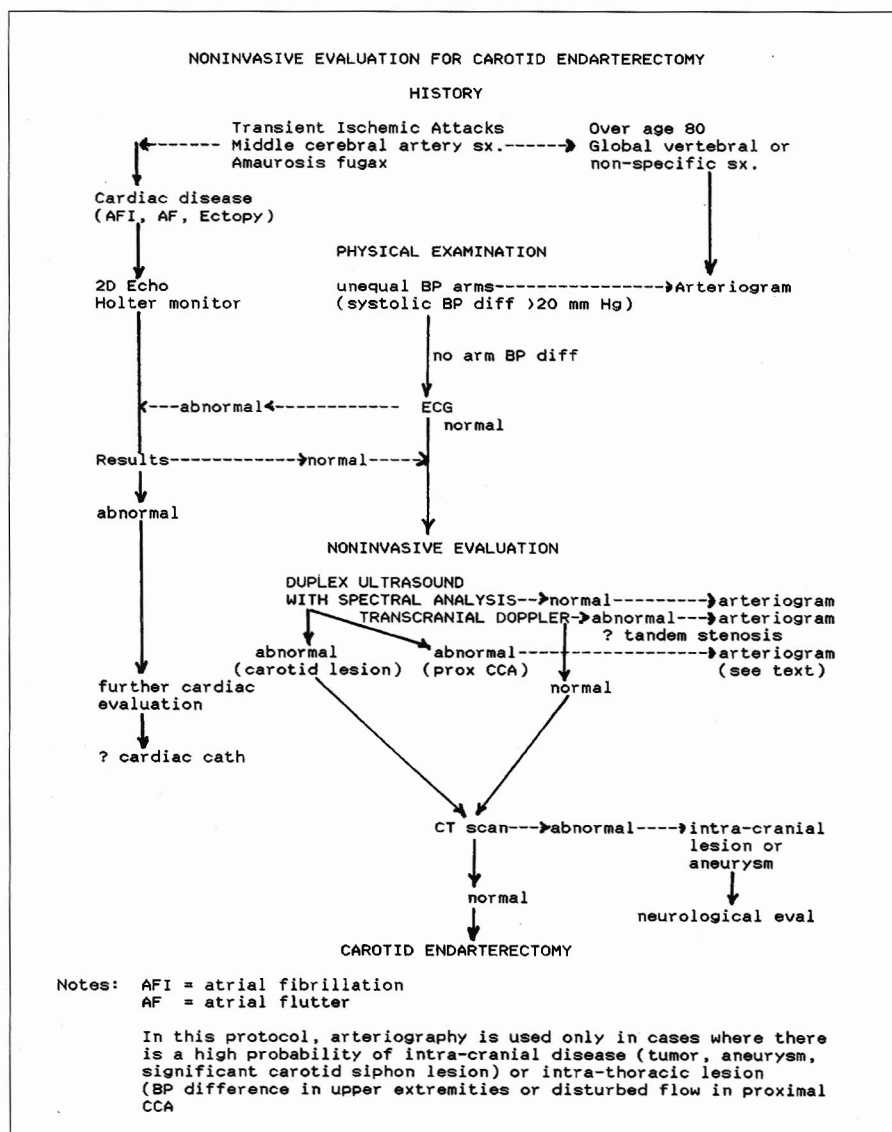 NONINVASIVE EVALUATION FOR CAROTID ENDARTERECTOMY
HISTORY
Transient Ischemic Attacks
Middle cerebral artery sx.
Amaurosis fugax
Over age 80
Global vertebral or
non-specific sx.
Cardiac disease
(AFI, AF, Ectopy)
PHYSICAL EXAMINATION
2D Echo
Holter monitor
unequal BP arms
(systolic BP diff >20 mm Hg)
Arteriogram
no arm BP diff
abnormal
ECG
normal
Results
normal
abnormal
NONINVASIVE EVALUATION
DUPLEX ULTRASOUND
WITH SPECTRAL ANALYSIS
normal
arteriogram
TRANSCRANIAL DOPPLER
abnormal
arteriogram
? tandem stenosis
abnormal
(carotid lesion)
abnormal
(prox CCA)
arteriogram
(see text)
normal
further cardiac
evaluation
? cardiac cath
CT scan
abnormal
intra-cranial
lesion or
aneurysm
normal
neurological eval
CAROTID ENDARTERECTOMY
Notes: AFI = atrial fibrillation
AF = atrial flutter
In this protocol, arteriography is used only in cases where there
is a high probability of intra-cranial disease (tumor, aneurysm,
significant carotid siphon lesion) or intra-thoracic lesion
(BP difference in upper extremities or disturbed flow in proximal
CCA